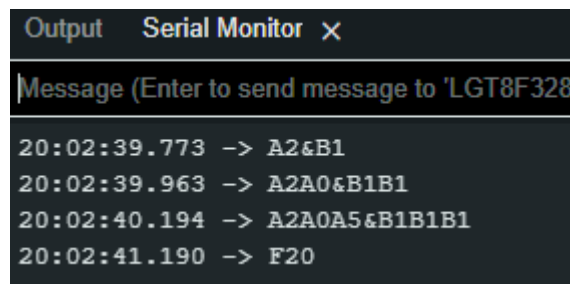 Output Serial Monitor ×
Message (Enter to send message to 'LGT8F328
20:02:39.773 -> A2&B1
20:02:39.963 -> A2A0&B1B1
20:02:40.194 -> A2A0A5&B1B1B1
20:02:41.190 -> F20